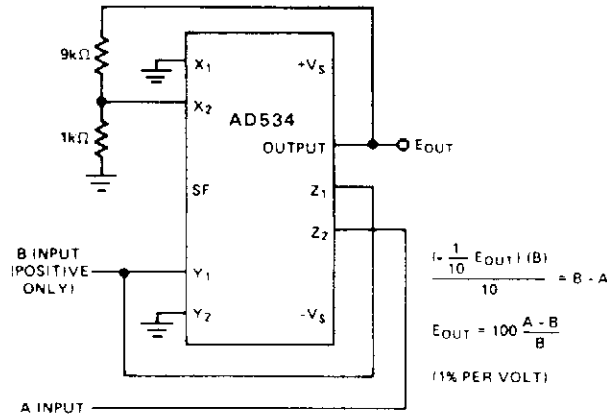 9kΩ
1kΩ
X1
X2
+VS
AD534
OUTPUT
EOUT
SF
Z1
Z2
B INPUT
(POSITIVE
ONLY)
Y1
Y2
-VS
A INPUT
(- 1/10 EOUT) (B) / 10 = B - A
EOUT = 100 A - B / B
(1% PER VOLT)